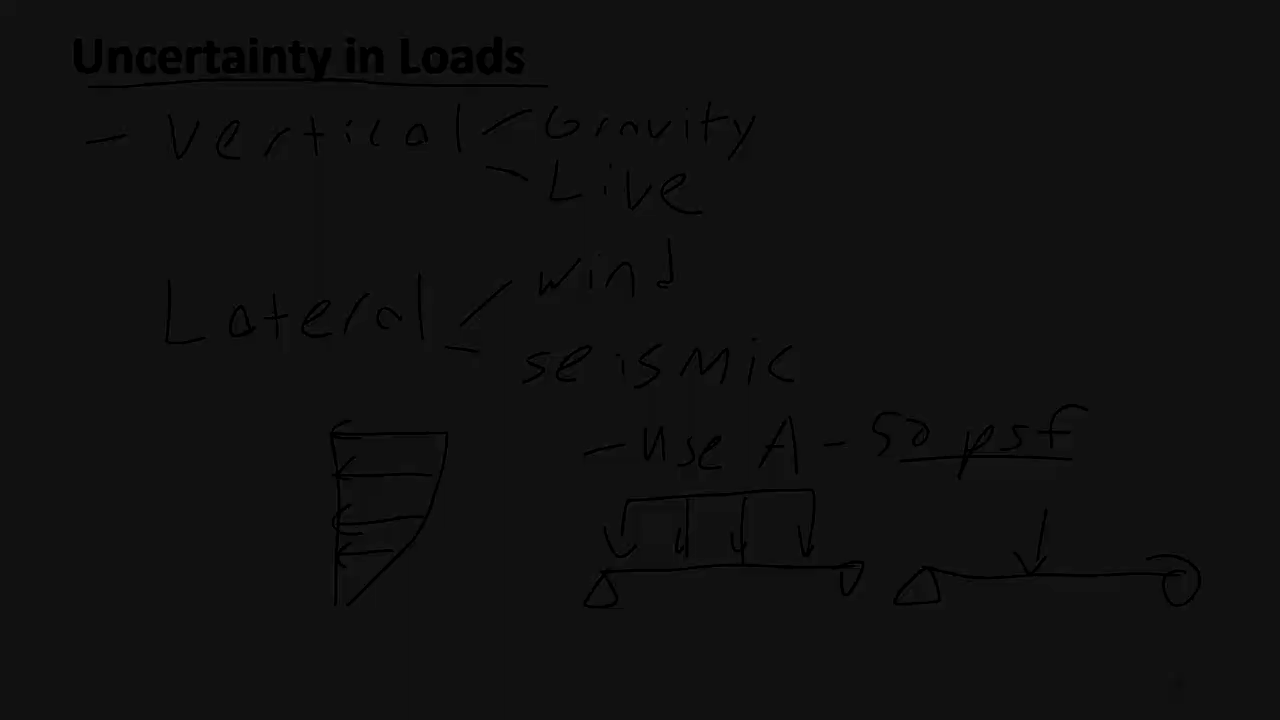 Uncertainty in Loads
- Vertical - Gravity
- Live
Lateral - wind
- seismic
- Use A - 50 psf